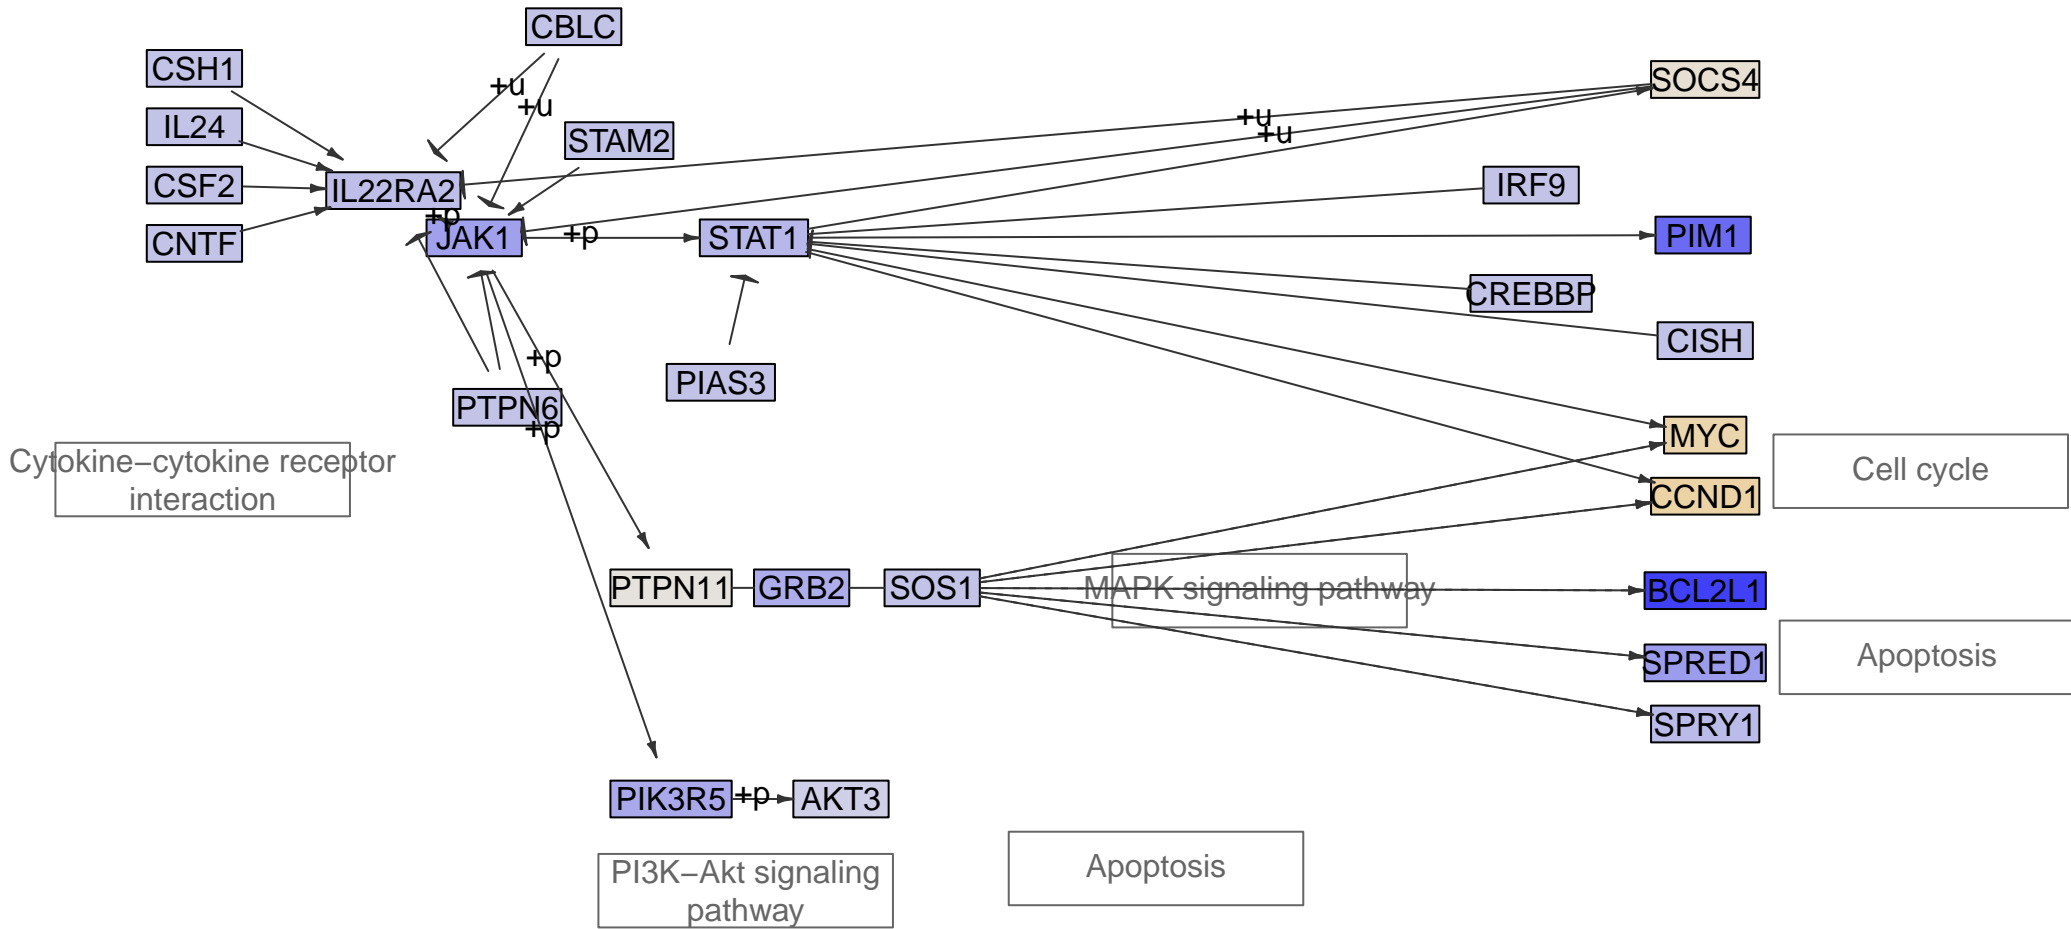 CBLC
CSH1
SOCS4
+u
+u
IL24
+u
+u
STAM2
CSF2
IL22RA2
IRF9
+p
CNTF
JAK1
+p
STAT1
PIM1
CREBBP
CISH
+p
PIAS3
PTPN6
+p
MYC
Cytokine−cytokine receptor
interaction
Cell cycle
CCND1
PTPN11
GRB2
SOS1
MAPK signaling pathway
BCL2L1
SPRED1
Apoptosis
SPRY1
PIK3R5
+p
AKT3
PI3K−Akt signaling
pathway
Apoptosis